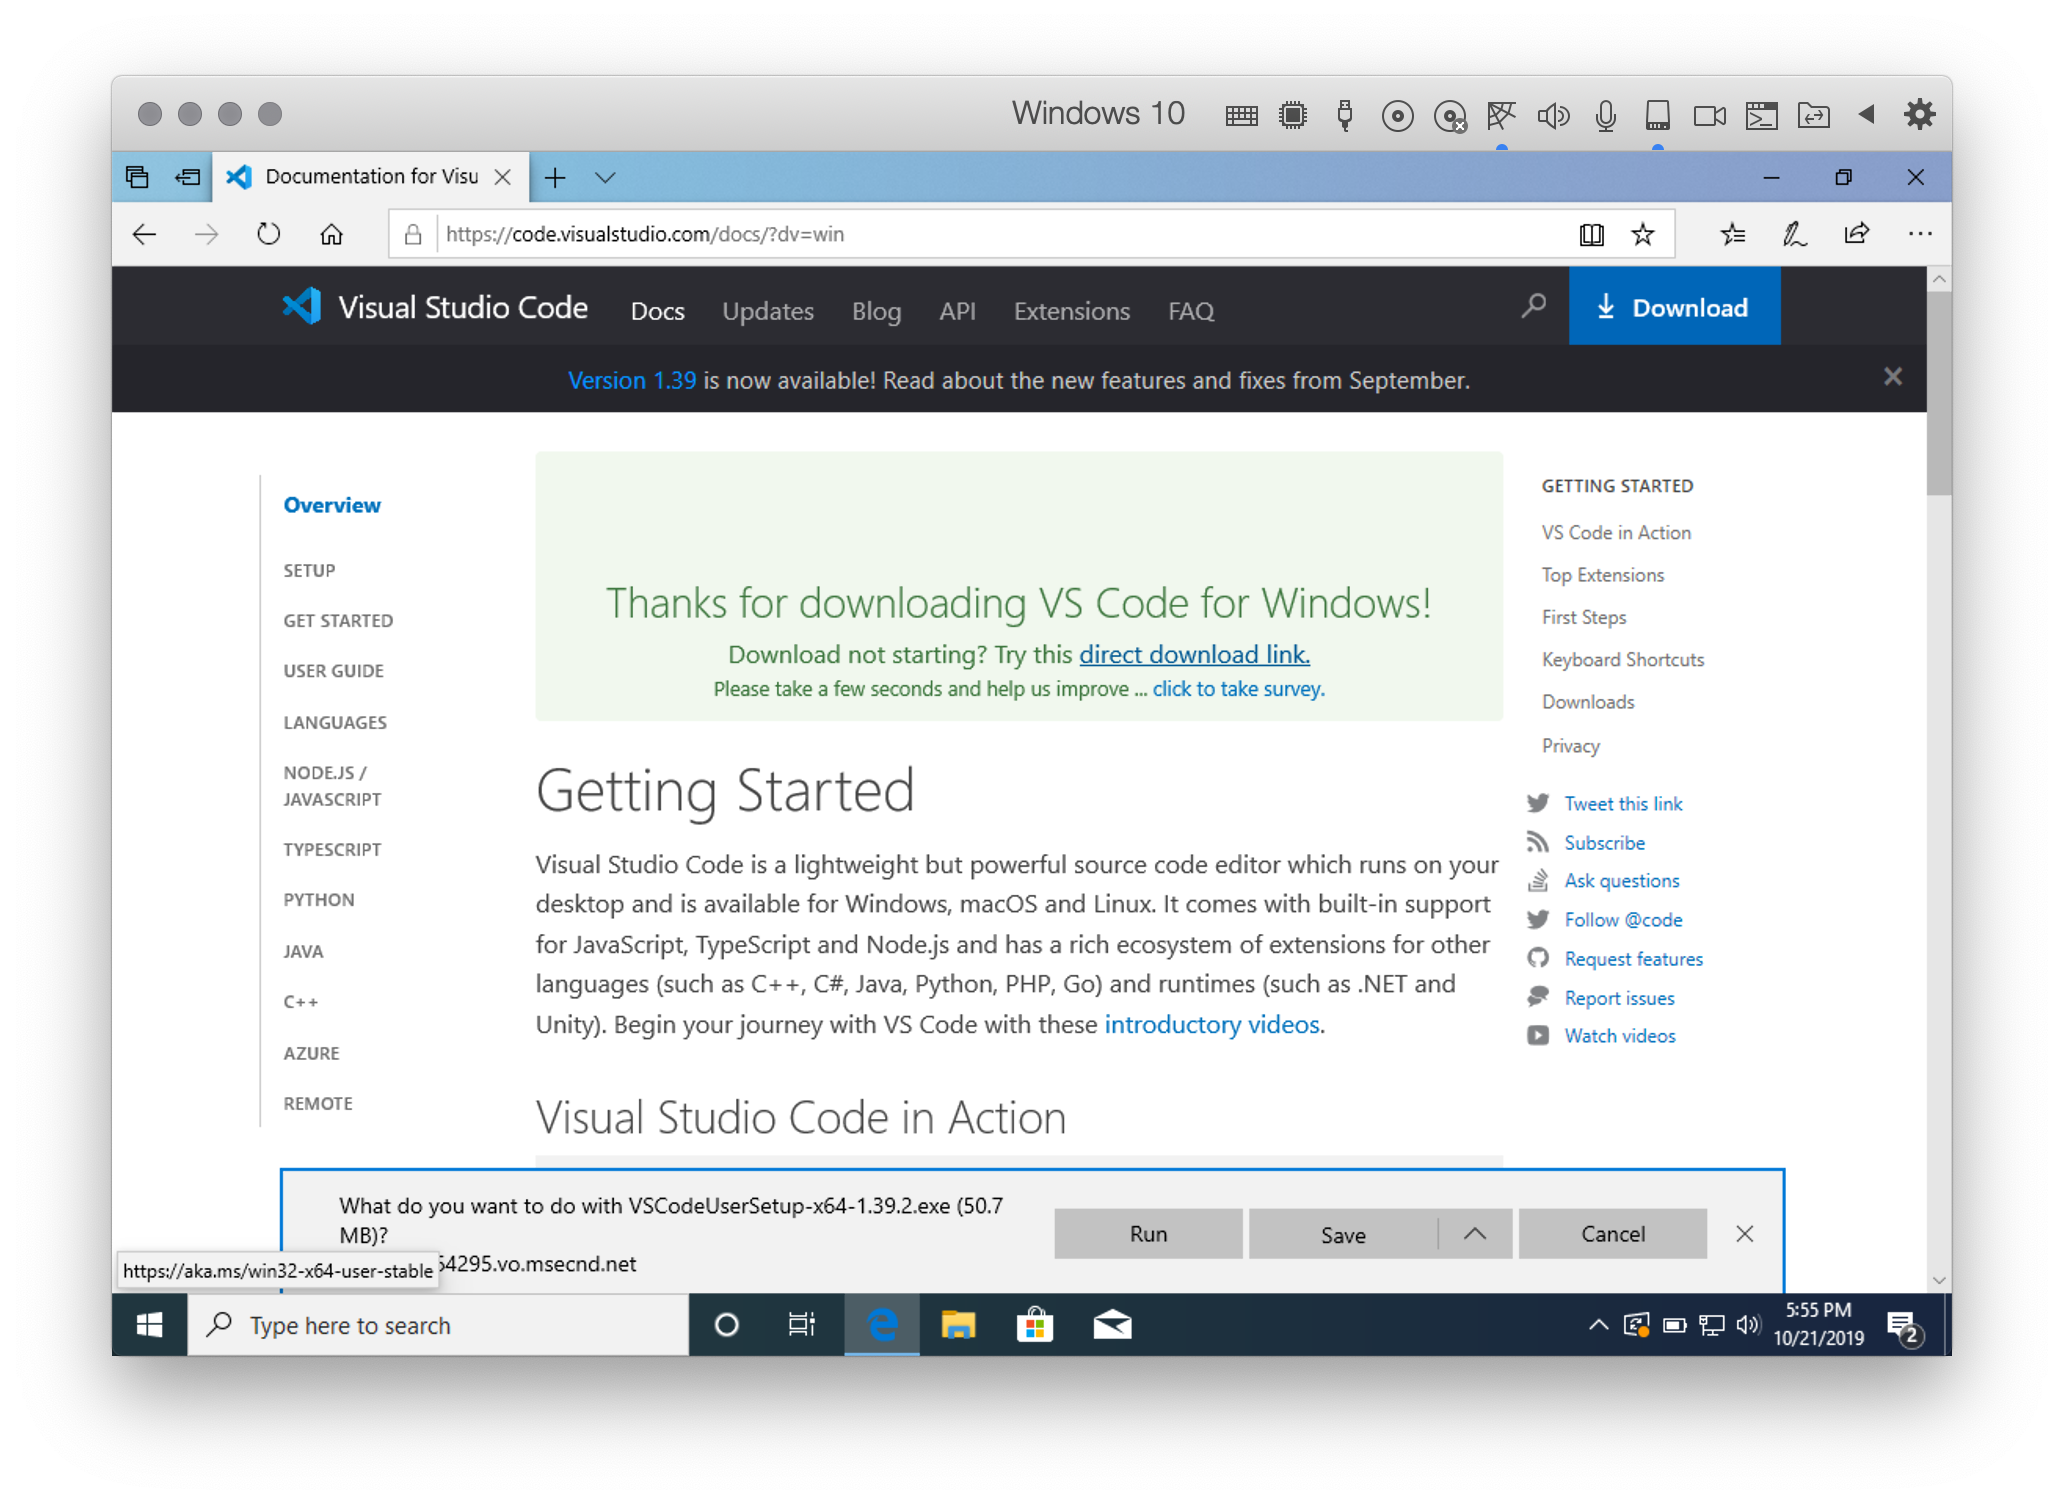 Windows 10
Documentation for Visu
https://code.visualstudio.com/docs/?dv=win
Visual Studio Code
Docs
Updates
Blog
API
Extensions
FAQ
Download
Version 1.39 is now available! Read about the new features and fixes from September.
Overview
SETUP
GET STARTED
USER GUIDE
LANGUAGES
NODE.JS /
JAVASCRIPT
TYPESCRIPT
PYTHON
JAVA
C++
AZURE
REMOTE
Thanks for downloading VS Code for Windows!
Download not starting? Try this direct download link.
Please take a few seconds and help us improve ... click to take survey.
Getting Started
Visual Studio Code is a lightweight but powerful source code editor which runs on your
desktop and is available for Windows, macOS and Linux. It comes with built-in support
for JavaScript, TypeScript and Node.js and has a rich ecosystem of extensions for other
languages (such as C++, C#, Java, Python, PHP, Go) and runtimes (such as .NET and
Unity). Begin your journey with VS Code with these introductory videos.
Visual Studio Code in Action
GETTING STARTED
VS Code in Action
Top Extensions
First Steps
Keyboard Shortcuts
Downloads
Privacy
Tweet this link
Subscribe
Ask questions
Follow @code
Request features
Report issues
Watch videos
What do you want to do with VSCodeUserSetup-x64-1.39.2.exe (50.7
MB)?
64295.vo.msecnd.net
Run
Save
Cancel
https://aka.ms/win32-x64-user-stable
Type here to search
5:55 PM
10/21/2019
2